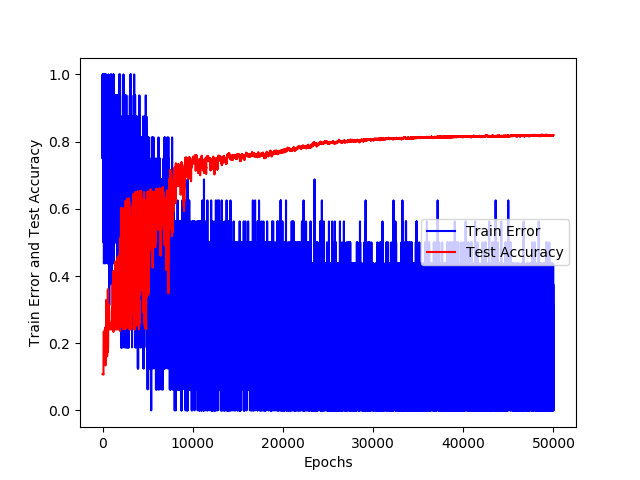 1.0
0.8
0.6
0.4
0.2
0.0
Train Error and Test Accuracy
Train Error
Test Accuracy
0 10000 20000 30000 40000 50000
Epochs